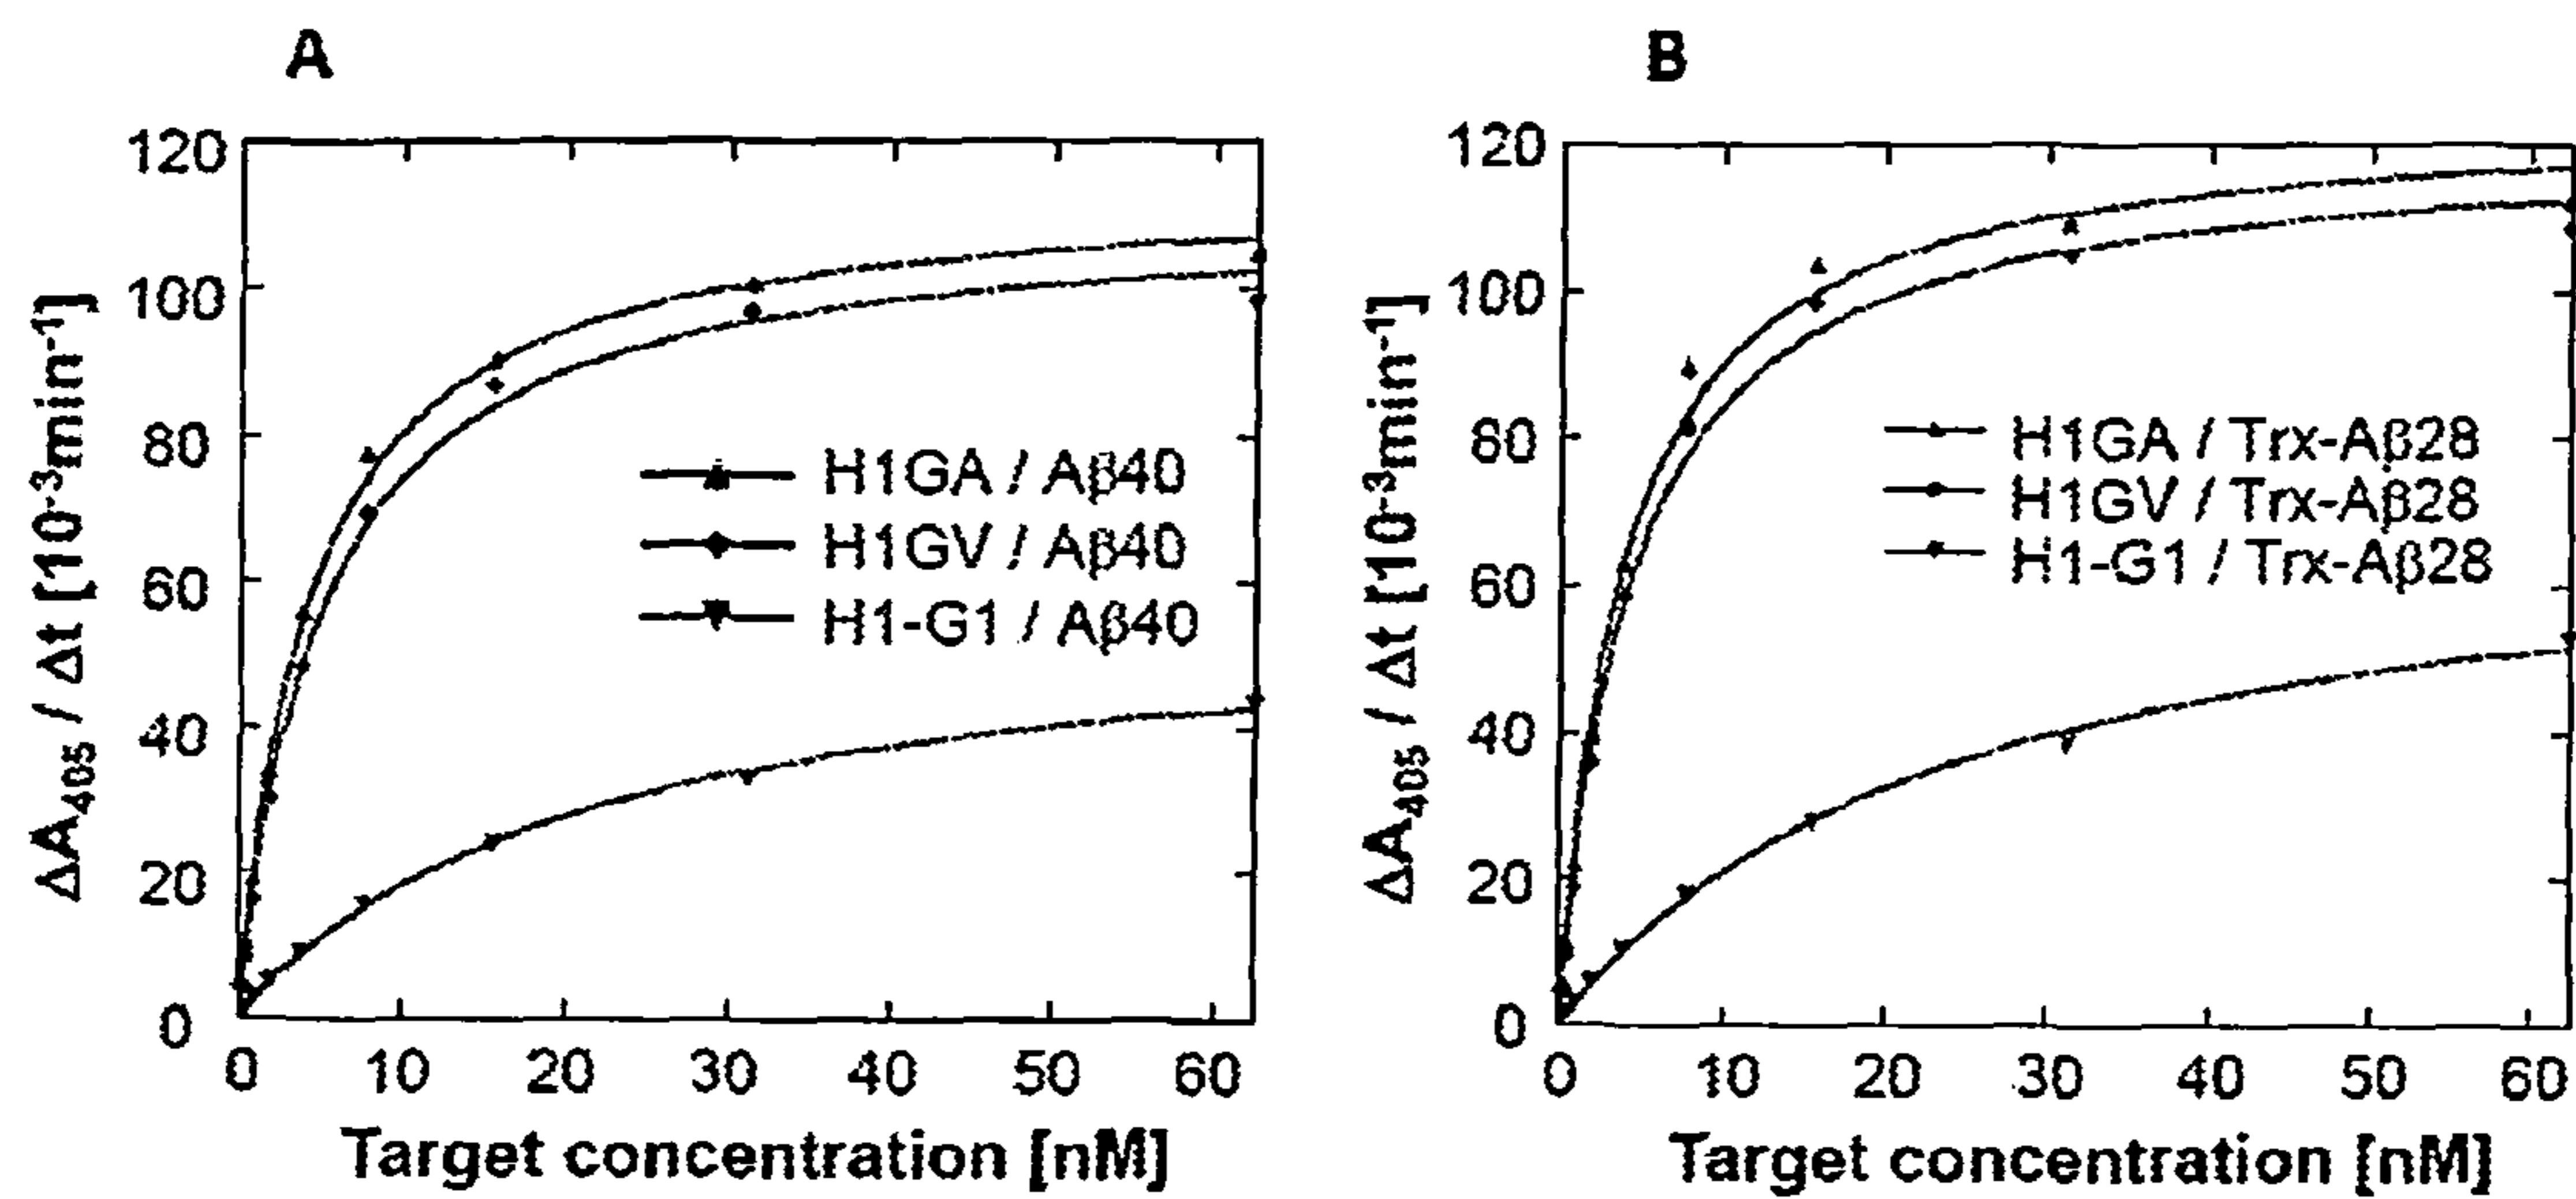 A
120
100
80
60
40
20
0
ΔA₄₀₅ / Δt [10⁻³min⁻¹]
H1GA / Aβ40
H1GV / Aβ40
H1-G1 / Aβ40
0 10 20 30 40 50 60
Target concentration [nM]
B
120
100
80
60
40
20
0
ΔA₄₀₅ / Δt [10⁻³min⁻¹]
H1GA / Trx-Aβ28
H1GV / Trx-Aβ28
H1-G1 / Trx-Aβ28
0 10 20 30 40 50 60
Target concentration [nM]